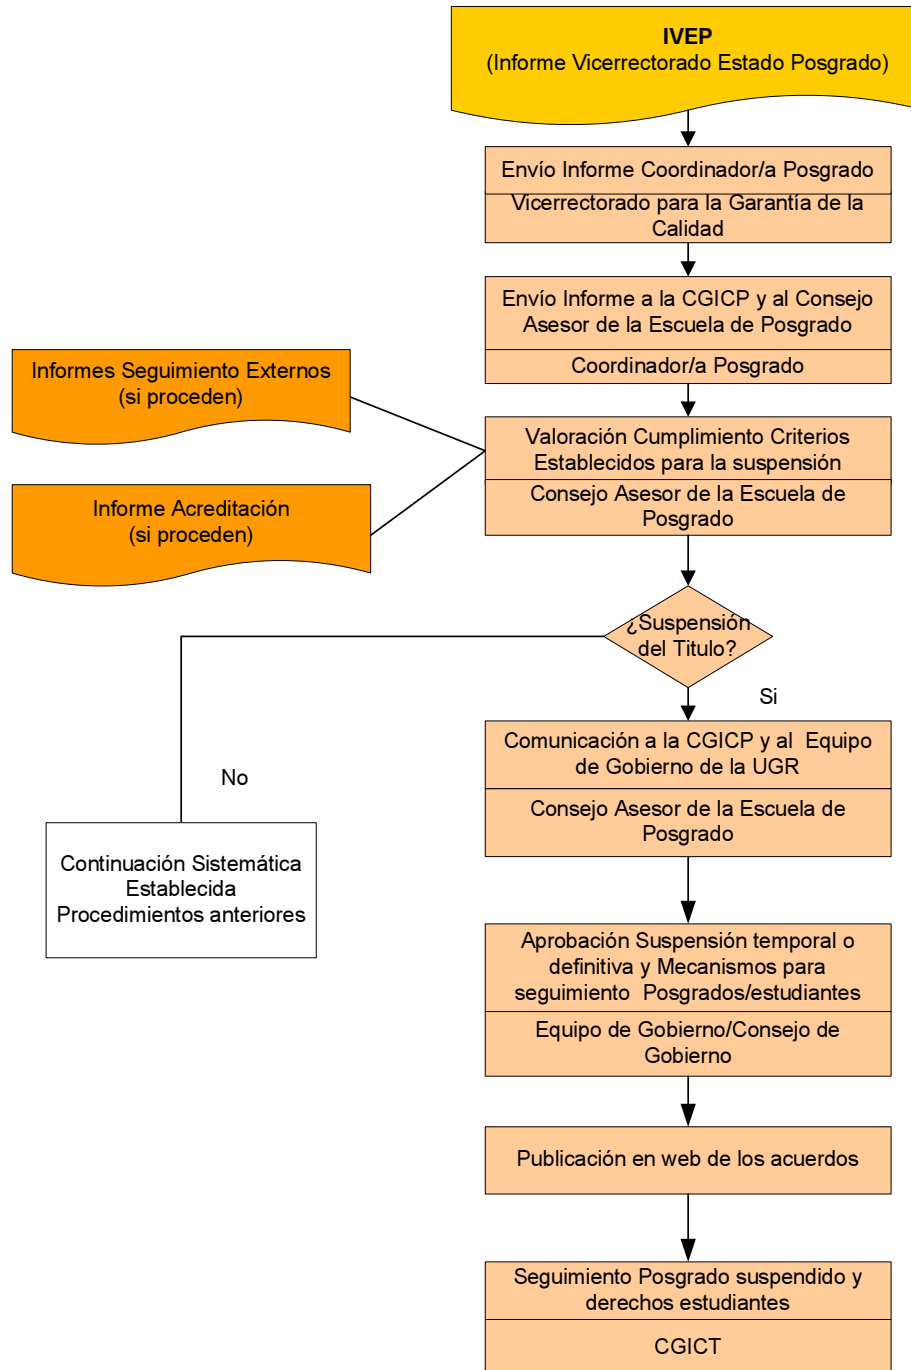 IVEP
(Informe Vicerrectorado Estado Posgrado)
Envío Informe Coordinador/a Posgrado
Vicerrectorado para la Garantía de la
Calidad
Envío Informe a la CGICP y al Consejo
Asesor de la Escuela de Posgrado
Coordinador/a Posgrado
Informes Seguimiento Externos
(si proceden)
Valoración Cumplimiento Criterios
Establecidos para la suspensión
Consejo Asesor de la Escuela de
Posgrado
Informe Acreditación
(si proceden)
¿Suspensión
del Titulo?
Si
No
Comunicación a la CGICP y al Equipo
de Gobierno de la UGR
Consejo Asesor de la Escuela de
Posgrado
Continuación Sistemática
Establecida
Procedimientos anteriores
Aprobación Suspensión temporal o
definitiva y Mecanismos para
seguimiento Posgrados/estudiantes
Equipo de Gobierno/Consejo de
Gobierno
Publicación en web de los acuerdos
Seguimiento Posgrado suspendido y
derechos estudiantes
CGICT